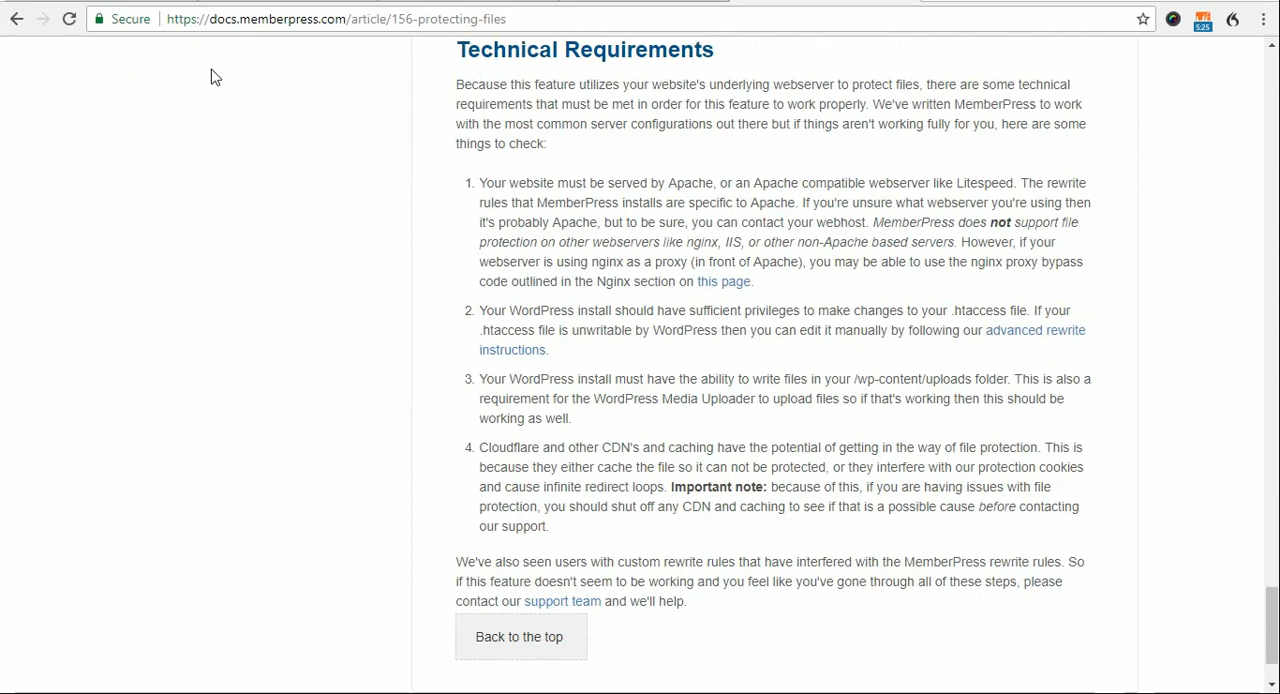 Secure
https://docs.memberpress.com/article/156-protecting-files
5:25
Technical Requirements
Because this feature utilizes your website's underlying webserver to protect files, there are some technical
requirements that must be met in order for this feature to work properly. We've written MemberPress to work
with the most common server configurations out there but if things aren't working fully for you, here are some
things to check:
1. Your website must be served by Apache, or an Apache compatible webserver like Litespeed. The rewrite
rules that MemberPress installs are specific to Apache. If you're unsure what webserver you're using then
it's probably Apache, but to be sure, you can contact your webhost. MemberPress does not support file
protection on other webservers like nginx, IIS, or other non-Apache based servers. However, if your
webserver is using nginx as a proxy (in front of Apache), you may be able to use the nginx proxy bypass
code outlined in the Nginx section on this page.
2. Your WordPress install should have sufficient privileges to make changes to your .htaccess file. If your
.htaccess file is unwritable by WordPress then you can edit it manually by following our advanced rewrite
instructions.
3. Your WordPress install must have the ability to write files in your /wp-content/uploads folder. This is also a
requirement for the WordPress Media Uploader to upload files so if that's working then this should be
working as well.
4. Cloudflare and other CDN's and caching have the potential of getting in the way of file protection. This is
because they either cache the file so it can not be protected, or they interfere with our protection cookies
and cause infinite redirect loops. Important note: because of this, if you are having issues with file
protection, you should shut off any CDN and caching to see if that is a possible cause before contacting
our support.
We've also seen users with custom rewrite rules that have interfered with the MemberPress rewrite rules. So
if this feature doesn't seem to be working and you feel like you've gone through all of these steps, please
contact our support team and we'll help.
Back to the top